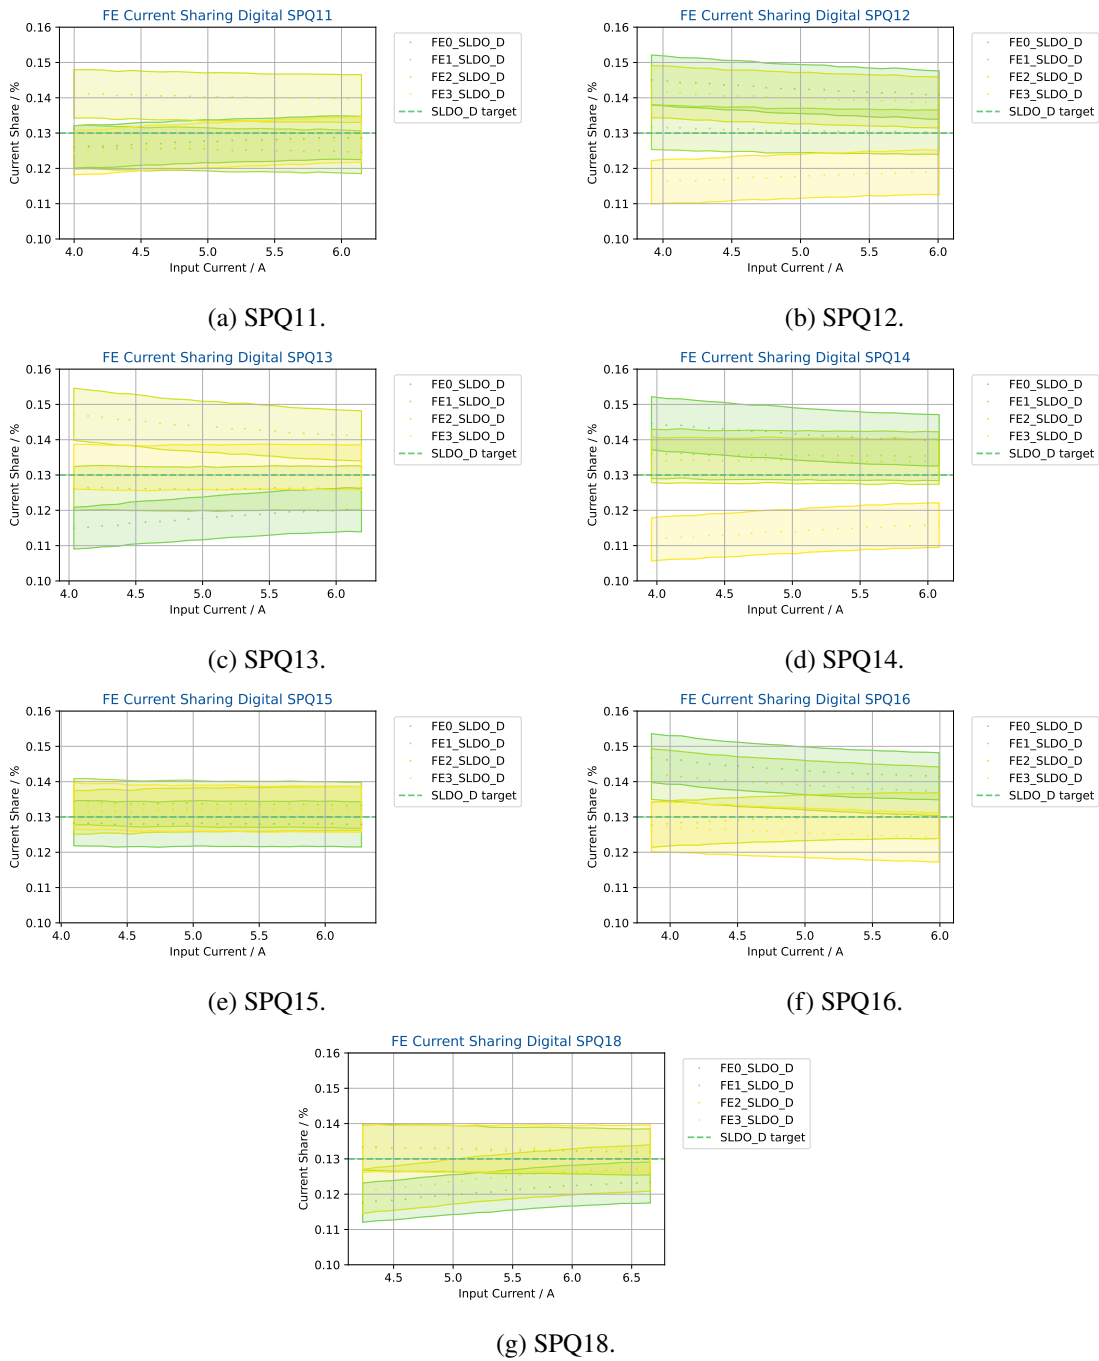 FE Current Sharing Digital SPQ11
0.16
0.15
0.14
0.13
0.12
0.11
0.10
Current Share / %
4.0 4.5 5.0 5.5 6.0
Input Current / A
FE0_SLDO_D
FE1_SLDO_D
FE2_SLDO_D
FE3_SLDO_D
SLDO_D target
(a) SPQ11.
FE Current Sharing Digital SPQ12
0.16
0.15
0.14
0.13
0.12
0.11
0.10
Current Share / %
4.0 4.5 5.0 5.5 6.0
Input Current / A
FE0_SLDO_D
FE1_SLDO_D
FE2_SLDO_D
FE3_SLDO_D
SLDO_D target
(b) SPQ12.
FE Current Sharing Digital SPQ13
0.16
0.15
0.14
0.13
0.12
0.11
0.10
Current Share / %
4.0 4.5 5.0 5.5 6.0
Input Current / A
FE0_SLDO_D
FE1_SLDO_D
FE2_SLDO_D
FE3_SLDO_D
SLDO_D target
(c) SPQ13.
FE Current Sharing Digital SPQ14
0.16
0.15
0.14
0.13
0.12
0.11
0.10
Current Share / %
4.0 4.5 5.0 5.5 6.0
Input Current / A
FE0_SLDO_D
FE1_SLDO_D
FE2_SLDO_D
FE3_SLDO_D
SLDO_D target
(d) SPQ14.
FE Current Sharing Digital SPQ15
0.16
0.15
0.14
0.13
0.12
0.11
0.10
Current Share / %
4.0 4.5 5.0 5.5 6.0
Input Current / A
FE0_SLDO_D
FE1_SLDO_D
FE2_SLDO_D
FE3_SLDO_D
SLDO_D target
(e) SPQ15.
FE Current Sharing Digital SPQ16
0.16
0.15
0.14
0.13
0.12
0.11
0.10
Current Share / %
4.0 4.5 5.0 5.5 6.0
Input Current / A
FE0_SLDO_D
FE1_SLDO_D
FE2_SLDO_D
FE3_SLDO_D
SLDO_D target
(f) SPQ16.
FE Current Sharing Digital SPQ18
0.16
0.15
0.14
0.13
0.12
0.11
0.10
Current Share / %
4.5 5.0 5.5 6.0 6.5
Input Current / A
FE0_SLDO_D
FE1_SLDO_D
FE2_SLDO_D
FE3_SLDO_D
SLDO_D target
(g) SPQ18.